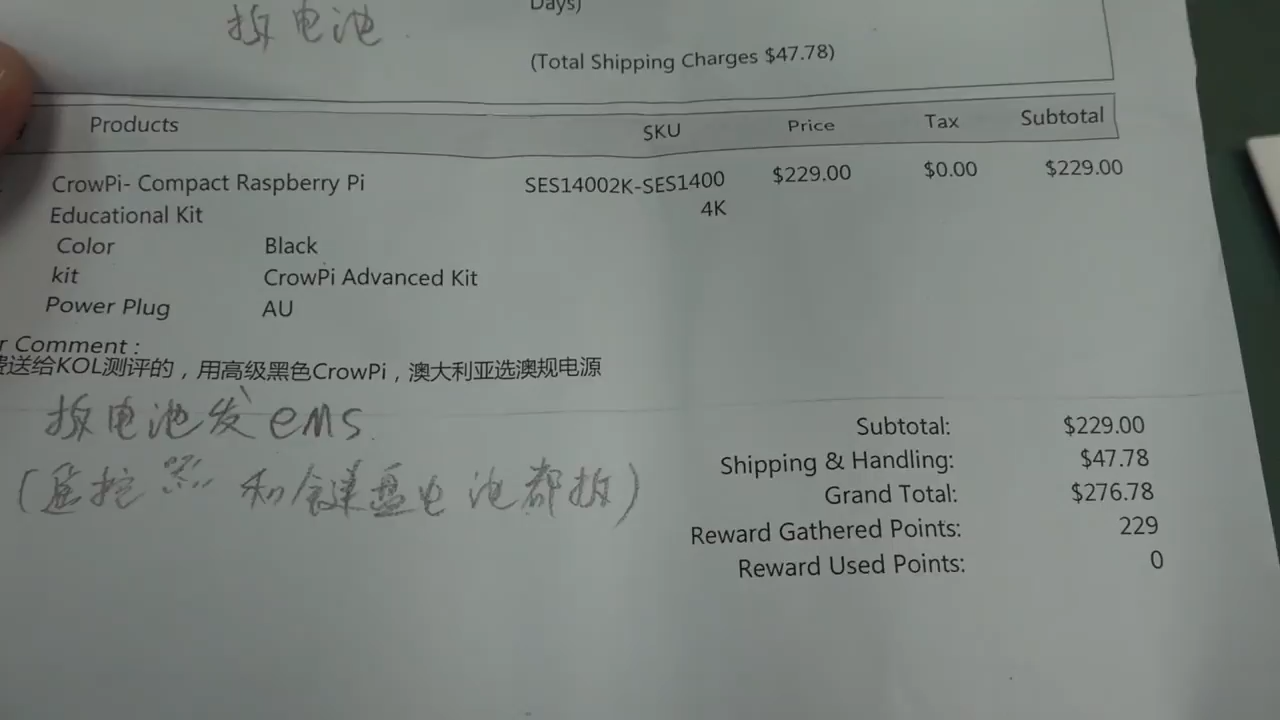 Days)
拆电池
(Total Shipping Charges $47.78)
Products SKU Price Tax Subtotal
CrowPi- Compact Raspberry Pi SES14002K-SES1400 $229.00 $0.00 $229.00
Educational Kit 4K
Color Black
kit CrowPi Advanced Kit
Power Plug AU
Comment :
送给KOL测评的，用高级黑色CrowPi，澳大利亚选澳规电源
拆电池发ems
(遥控器和键盘电池都拆)
Subtotal: $229.00
Shipping & Handling: $47.78
Grand Total: $276.78
Reward Gathered Points: 229
Reward Used Points: 0